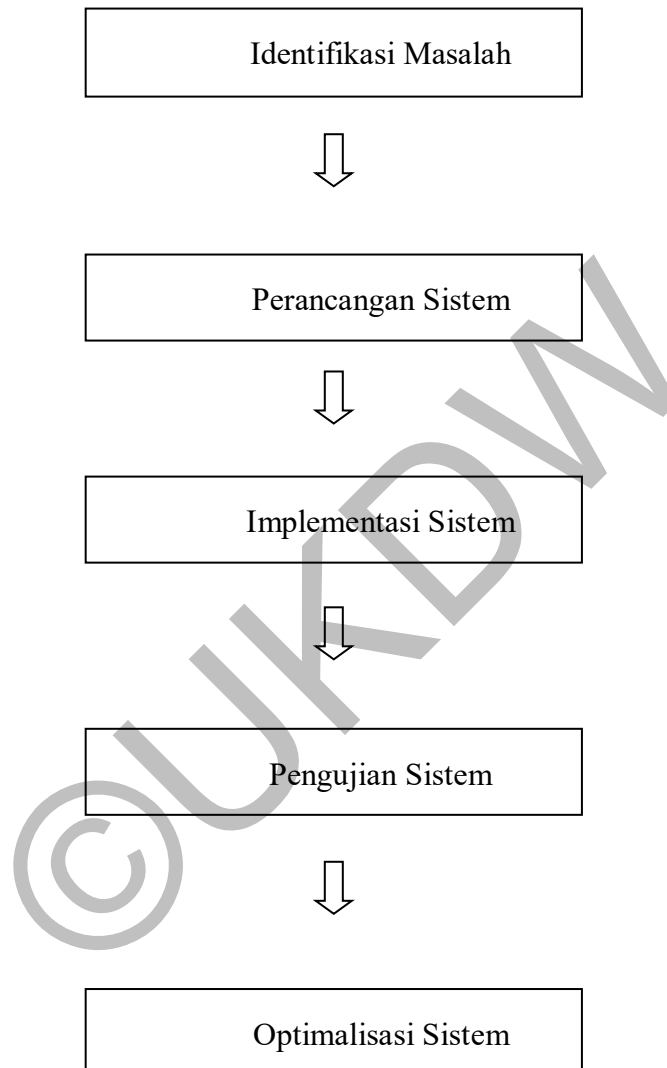 Identifikasi Masalah
Perancangan Sistem
Implementasi Sistem
Pengujian Sistem
Optimalisasi Sistem
©UKDW